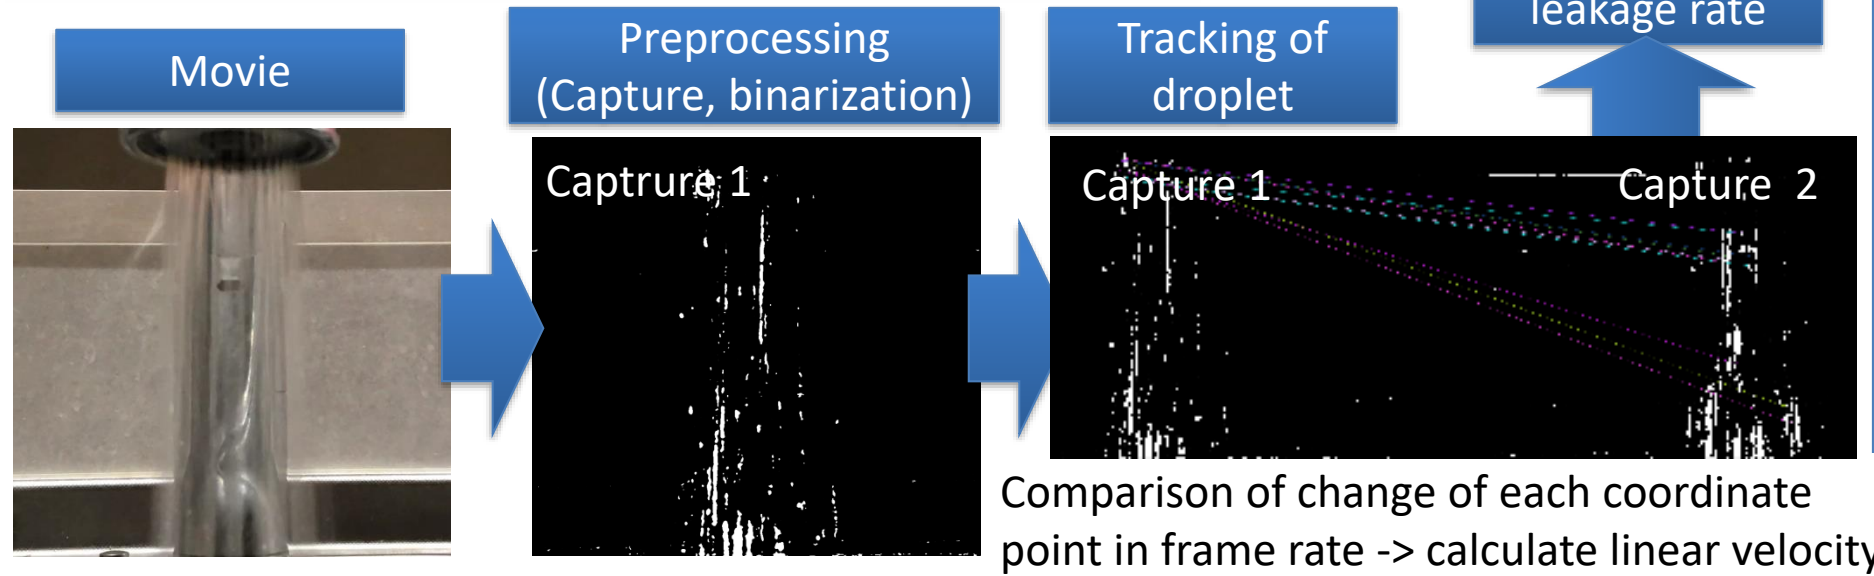 Movie
Preprocessing
(Capture, binarization)
Tracking of
droplet
leakage rate
Captrure 1
Capture 1
Capture 2
Comparison of change of each coordinate
point in frame rate -> calculate linear velocity